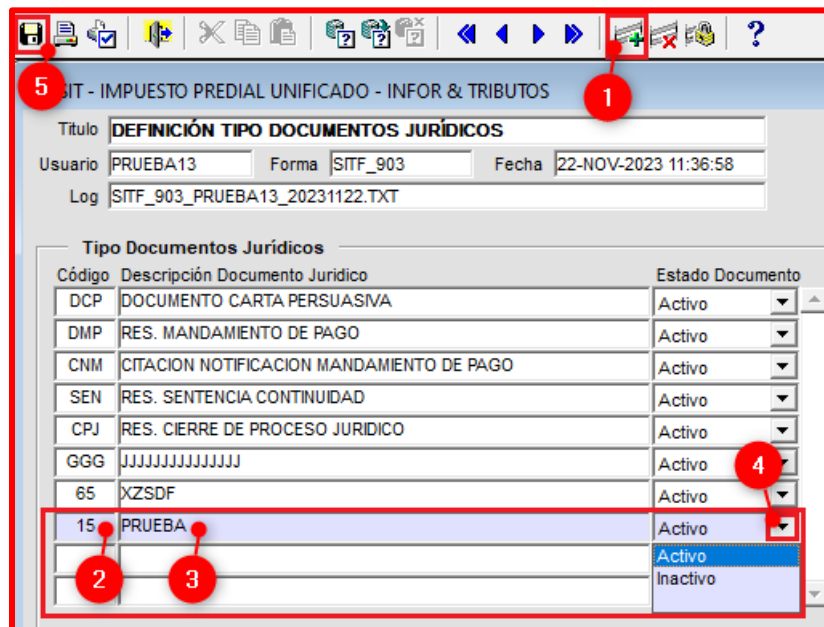 ?
5
1
SIT - IMPUESTO PREDIAL UNIFICADO - INFOR & TRIBUTOS
Titulo DEFINICIÓN TIPO DOCUMENTOS JURÍDICOS
Usuario PRUEBA13 Forma SITF_903 Fecha 22-NOV-2023 11:36:58
Log SITF_903_PRUEBA13_20231122.TXT
Tipo Documentos Jurídicos
Código Descripción Documento Juridico Estado Documento
DCP DOCUMENTO CARTA PERSUASIVA Activo
DMP RES. MANDAMIENTO DE PAGO Activo
CNM CITACION NOTIFICACION MANDAMIENTO DE PAGO Activo
SEN RES. SENTENCIA CONTINUIDAD Activo
CPJ RES. CIERRE DE PROCESO JURIDICO Activo
GGG JJJJJJJJJJJJJJJ Activo
4
65 XZSDF Activo
15 PRUEBA Activo
Activo
2 3 Inactivo